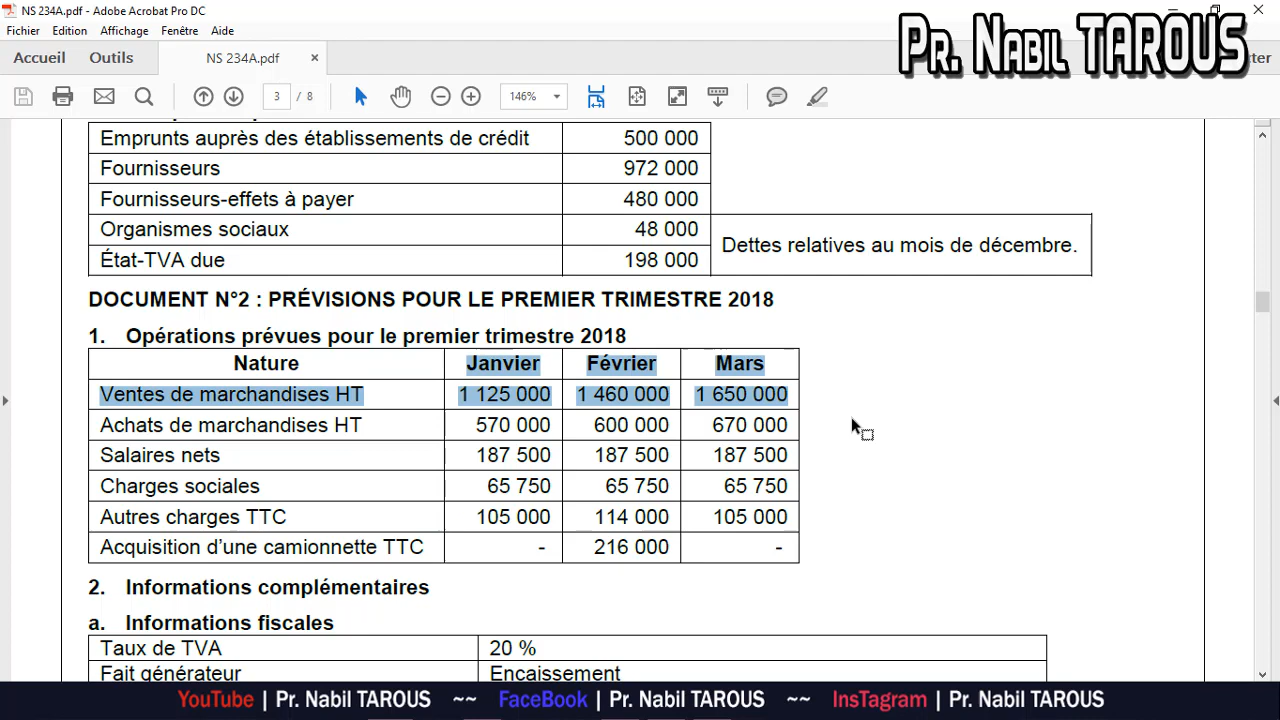 NS 234A.pdf - Adobe Acrobat Pro DC
Fichier Edition Affichage Fenêtre Aide
PR. NABIL TAROUS
Accueil Outils NS 234A.pdf ×
3 / 8 146%
Emprunts auprès des établissements de crédit 500 000
Fournisseurs 972 000
Fournisseurs-effets à payer 480 000
Organismes sociaux 48 000
Dettes relatives au mois de décembre.
État-TVA due 198 000
DOCUMENT N°2 : PRÉVISIONS POUR LE PREMIER TRIMESTRE 2018
1. Opérations prévues pour le premier trimestre 2018
Nature Janvier Février Mars
Ventes de marchandises HT 1 125 000 1 460 000 1 650 000
Achats de marchandises HT 570 000 600 000 670 000
Salaires nets 187 500 187 500 187 500
Charges sociales 65 750 65 750 65 750
Autres charges TTC 105 000 114 000 105 000
Acquisition d'une camionnette TTC - 216 000 -
2. Informations complémentaires
a. Informations fiscales
Taux de TVA 20 %
Fait générateur Encaissement
YouTube | Pr. Nabil TAROUS ~~ FaceBook | Pr. Nabil TAROUS ~~ InsTagram | Pr. Nabil TAROUS